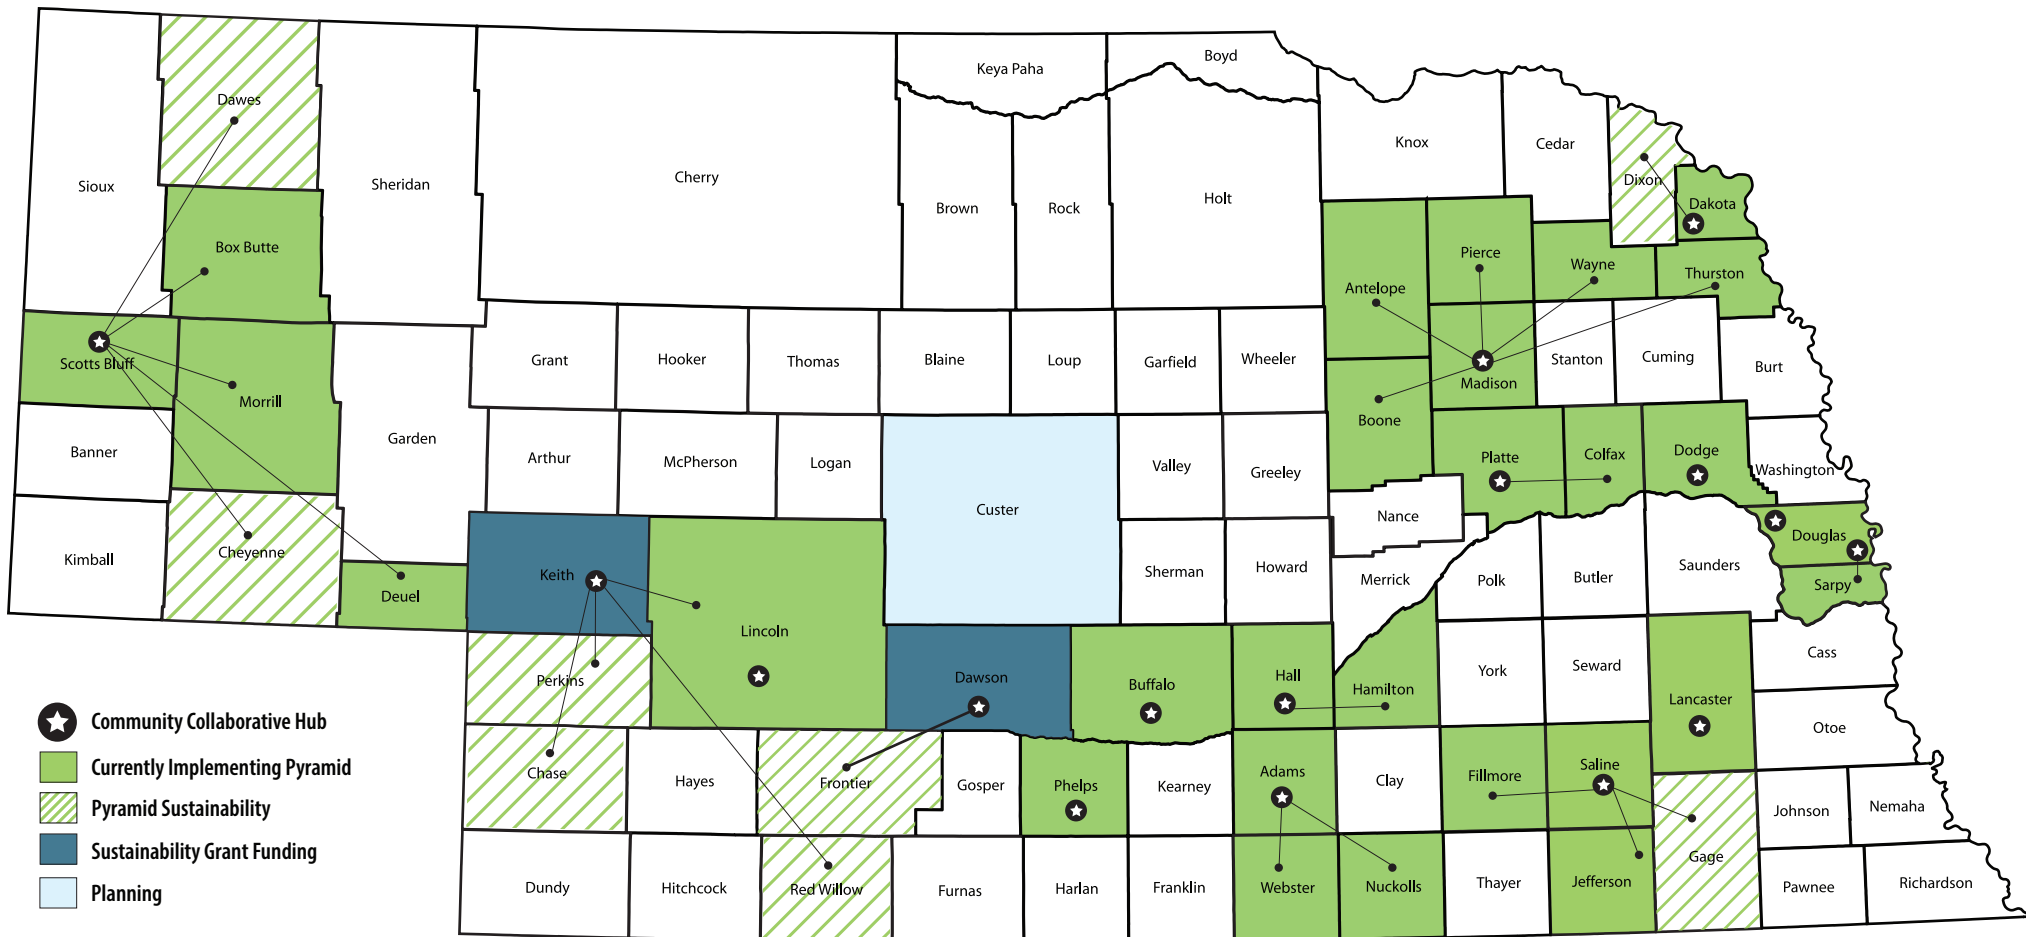 Boyd
Keya Paha
Dawes
Knox
Cedar
Cherry
Dixon
Sioux
Sheridan
Holt
Dakota
Brown
Rock
Box Butte
Pierce
Wayne
Thurston
Antelope
Grant
Hooker
Thomas
Blaine
Loup
Garfield
Wheeler
Stanton
Cuming
Burt
Scotts Bluff
Madison
Morrill
Boone
Garden
Banner
Arthur
McPherson
Logan
Valley
Greeley
Platte
Colfax
Dodge
Washington
Custer
Nance
Douglas
Cheyenne
Kimball
Keith
Sherman
Howard
Merrick
Polk
Butler
Saunders
Sarpy
Deuel
Lincoln
Cass
Perkins
Dawson
Buffalo
Hall
Hamilton
York
Seward
Lancaster
Otoe
Chase
Hayes
Frontier
Gosper
Phelps
Kearney
Adams
Clay
Fillmore
Saline
Johnson
Nemaha
Dundy
Hitchcock
Red Willow
Furnas
Harlan
Franklin
Webster
Nuckolls
Thayer
Jefferson
Gage
Pawnee
Richardson
Community Collaborative Hub
Currently Implementing Pyramid
Pyramid Sustainability
Sustainability Grant Funding
Planning